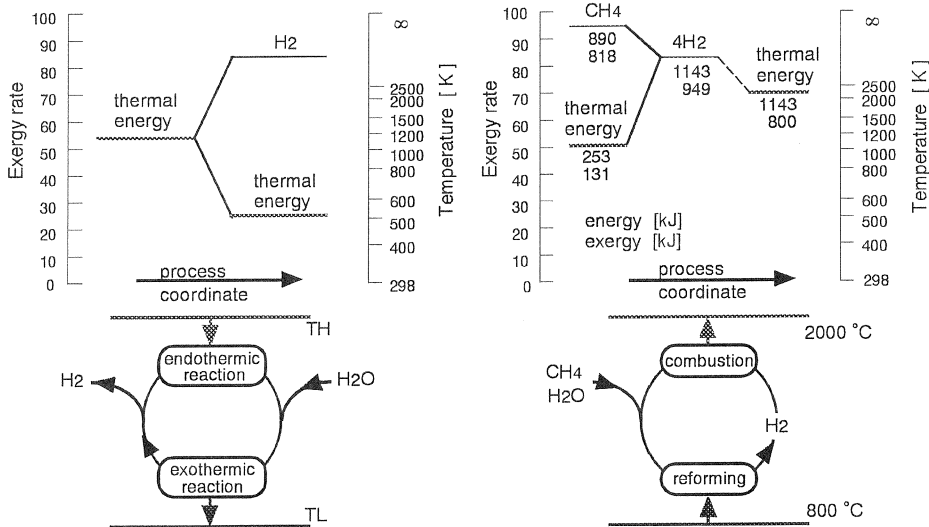 Exergy rate
100
90
80
70
60
50
40
30
20
10
0
H2
thermal
energy
thermal
energy
process
coordinate
∞
2500
2000
1500
1200
1000
800
600
500
400
298
Temperature [K]
TH
endothermic
reaction
H2
H2O
exothermic
reaction
TL
Exergy rate
100
90
80
70
60
50
40
30
20
10
0
CH4
890
818
4H2
1143
949
thermal
energy
1143
800
thermal
energy
253
131
energy [kJ]
exergy [kJ]
process
coordinate
∞
2500
2000
1500
1200
1000
800
600
500
400
298
Temperature [K]
2000 °C
combustion
CH4
H2O
H2
reforming
800 °C